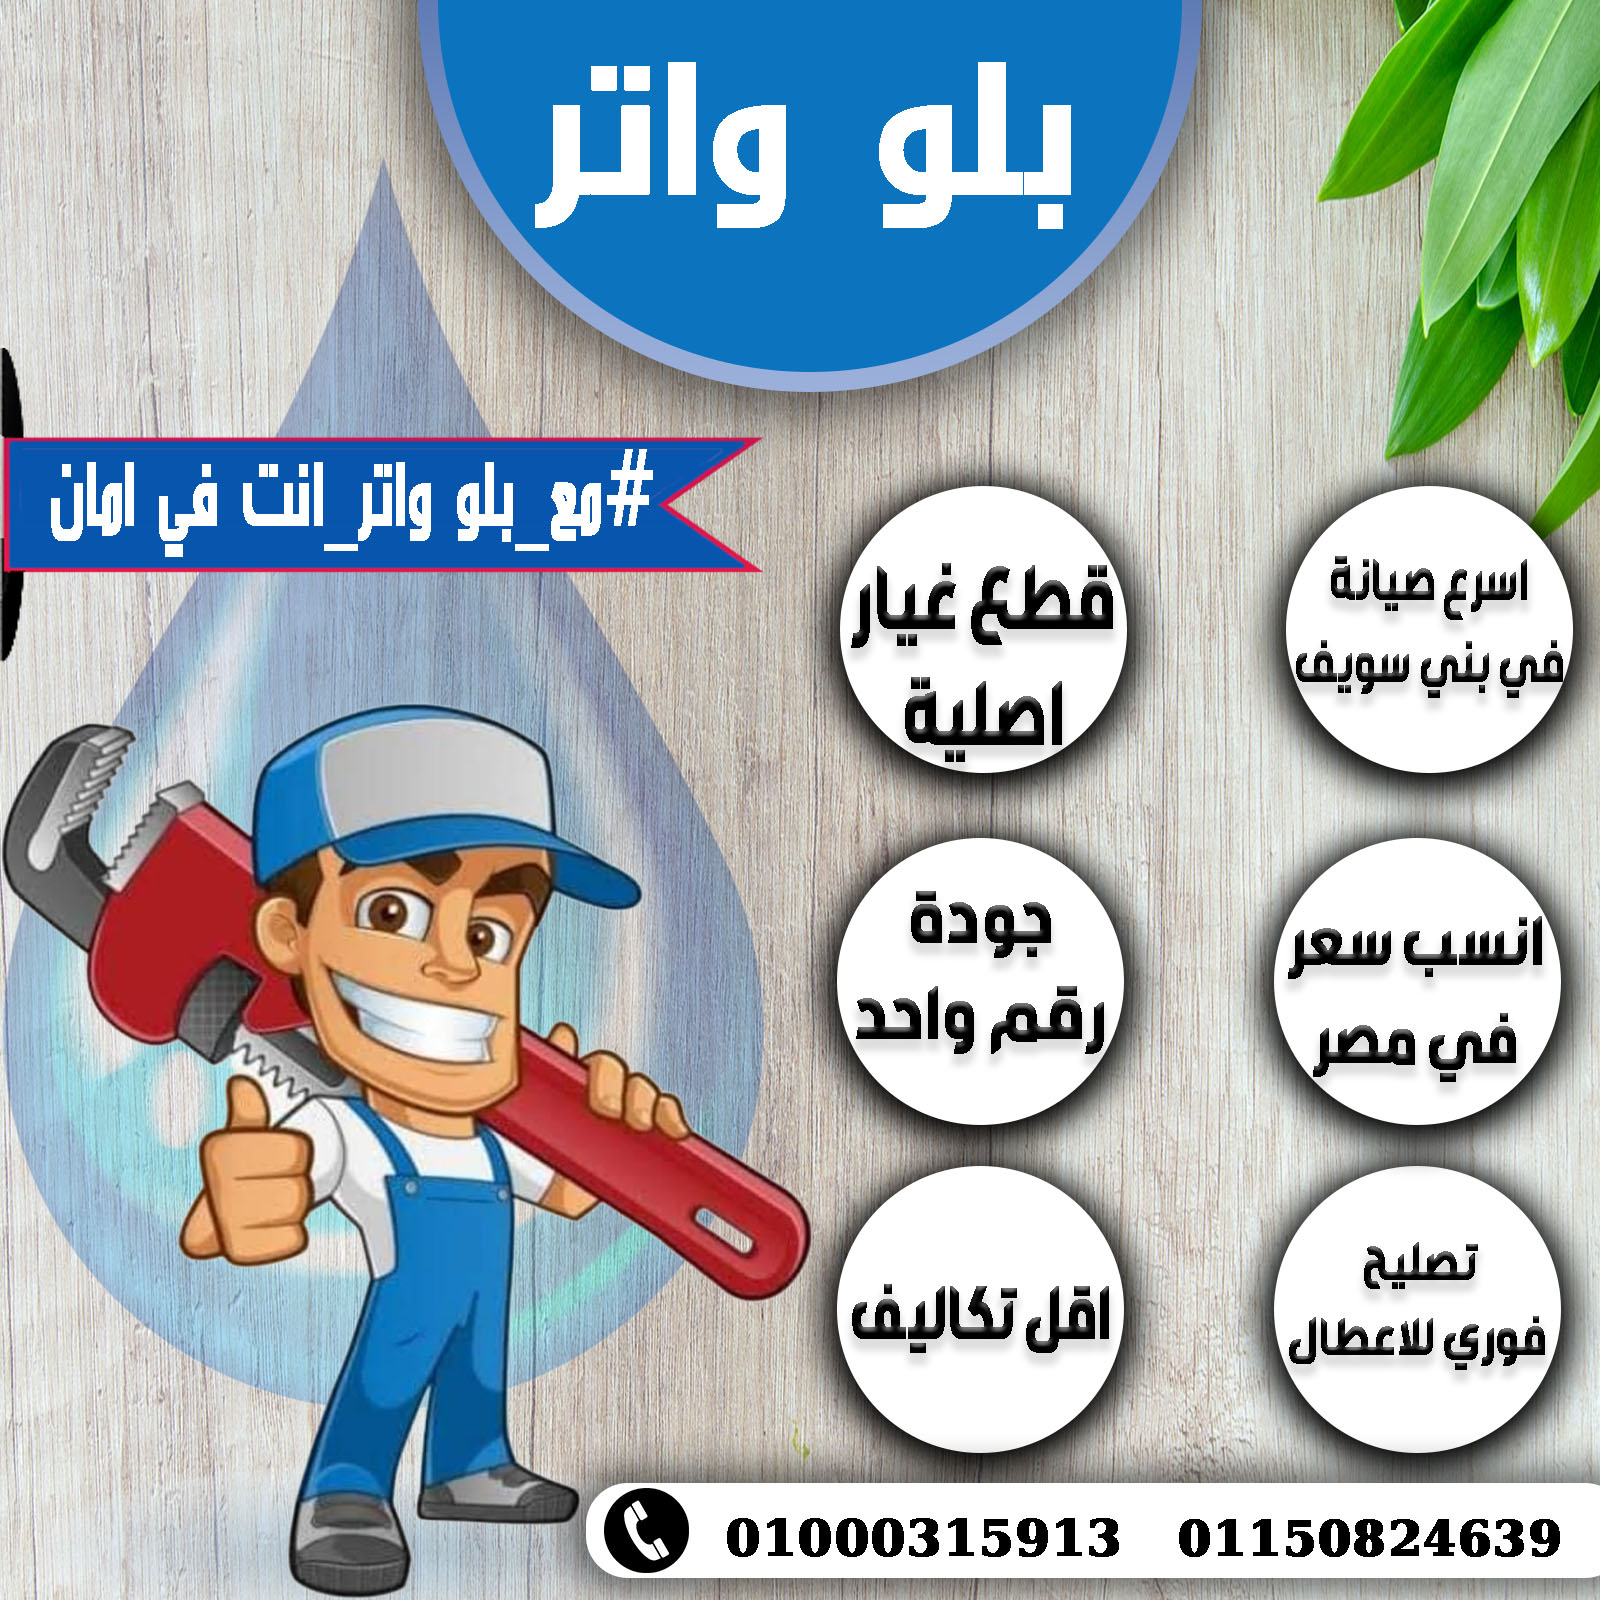 بلو واتر
#مع_بلو واتر_انت في امان
اسرع صيانة
في بني سويف
قطع غيار
اصلية
انسب سعر
في مصر
جودة
رقم واحد
تصليح
فوري للاعطال
اقل تكاليف
01000315913 01150824639